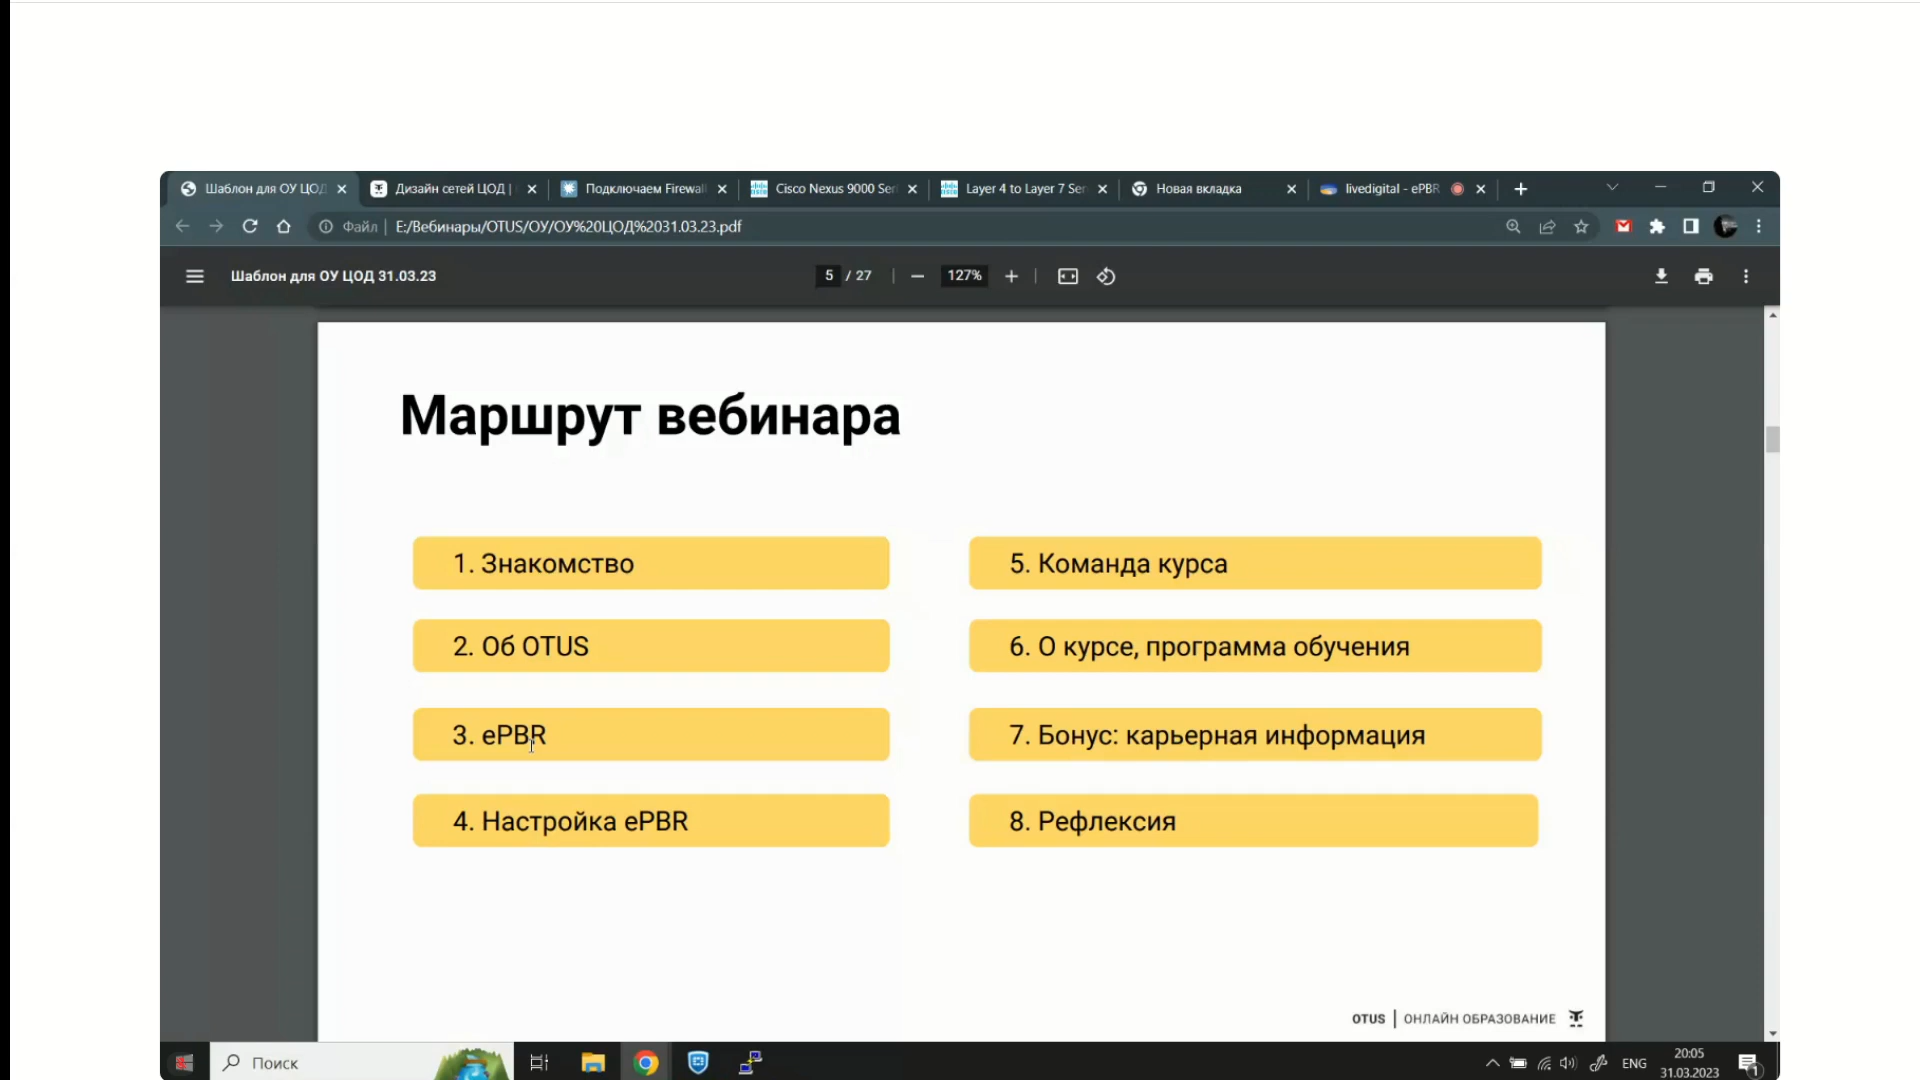 Шаблон для ОУ ЦОД
Дизайн сетей ЦОД |
Подключаем Firewal
Cisco Nexus 9000 Ser
Layer 4 to Layer 7 Ser
Новая вкладка
livedigital - ePBR
Файл
E:/Вебинары/OTUS/ОУ/ОУ%20ЦОД%2031.03.23.pdf
Шаблон для ОУ ЦОД 31.03.23
5 / 27
127%
Маршрут вебинара
1. Знакомство
2. Об OTUS
3. ePBR
4. Настройка ePBR
5. Команда курса
6. О курсе, программа обучения
7. Бонус: карьерная информация
8. Рефлексия
OTUS | ОНЛАЙН ОБРАЗОВАНИЕ
Поиск
ENG
20:05
31.03.2023
1